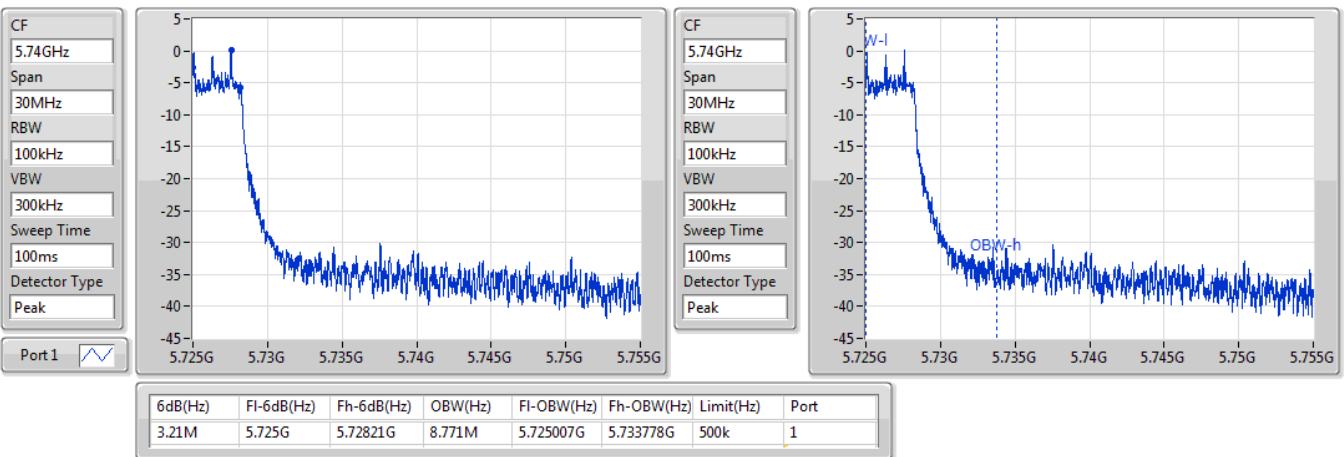 CF
5.74GHz
Span
30MHz
RBW
100kHz
VBW
300kHz
Sweep Time
100ms
Detector Type
Peak
Port 1
5
0
-5
-10
-15
-20
-25
-30
-35
-40
-45
5.725G 5.73G 5.735G 5.74G 5.745G 5.75G 5.755G
CF
5.74GHz
Span
30MHz
RBW
100kHz
VBW
300kHz
Sweep Time
100ms
Detector Type
Peak
5
0
-5
-10
-15
-20
-25
-30
-35
-40
-45
W-l
OBW-h
5.725G 5.73G 5.735G 5.74G 5.745G 5.75G 5.755G
6dB(Hz) Fl-6dB(Hz) Fh-6dB(Hz) OBW(Hz) Fl-OBW(Hz) Fh-OBW(Hz) Limit(Hz) Port
3.21M 5.725G 5.72821G 8.771M 5.725007G 5.733778G 500k 1